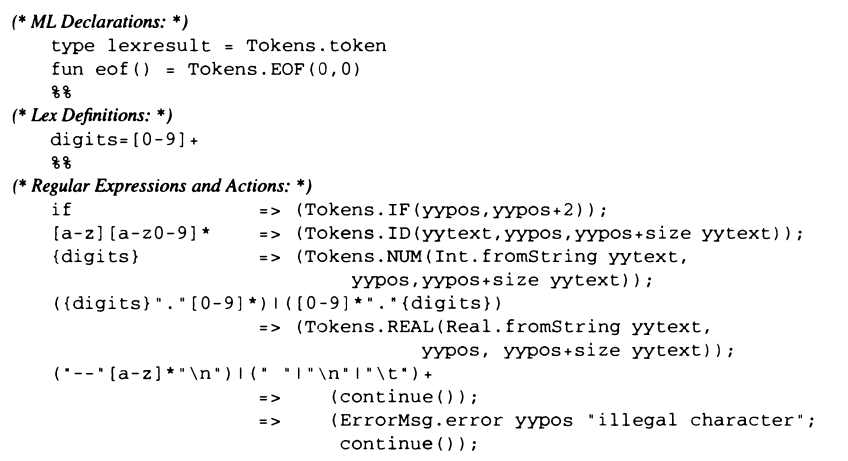 (* ML Declarations: *)
type lexresult = Tokens.token
fun eof() = Tokens.EOF(0,0)
%%
(* Lex Definitions: *)
digits=[0-9]+
%%
(* Regular Expressions and Actions: *)
if => (Tokens.IF(yypos,yypos+2));
[a-z][a-z0-9]* => (Tokens.ID(yytext,yypos,yypos+size yytext));
{digits} => (Tokens.NUM(Int.fromString yytext,
yypos,yypos+size yytext));
({digits}"."[0-9]*)|([0-9]*"."{digits})
=> (Tokens.REAL(Real.fromString yytext,
yypos, yypos+size yytext));
("--"[a-z]*"\n")|(" "|"\n"|"\t")+
=> (continue());
=> (ErrorMsg.error yypos "illegal character";
continue());